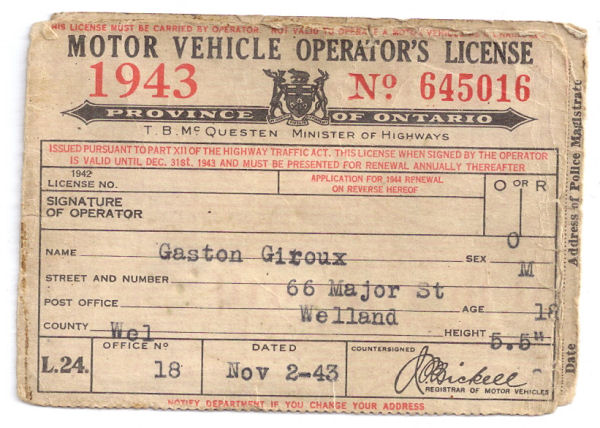 THIS LICENSE MUST BE CARRIED BY OPERATOR. NOT VALID TO OPERATE A MOTOR VEHICLE
MOTOR VEHICLE OPERATOR'S LICENSE
1943 No 645016
PROVINCE OF ONTARIO
T. B. McQUESTEN MINISTER OF HIGHWAYS
ISSUED PURSUANT TO PART XII OF THE HIGHWAY TRAFFIC ACT. THIS LICENSE WHEN SIGNED BY THE OPERATOR
IS VALID UNTIL DEC. 31st. 1943 AND MUST BE PRESENTED FOR RENEWAL ANNUALLY THEREAFTER
1942
LICENSE NO.
APPLICATION FOR 1944 RENEWAL
ON REVERSE HEREOF
O OR R
SIGNATURE
OF OPERATOR
O
NAME Gaston Giroux SEX M
STREET AND NUMBER 66 Major St
POST OFFICE Welland AGE 18
COUNTY Wel HEIGHT 5.5"
L.24.
OFFICE No
18
DATED
Nov 2-43
COUNTERSIGNED
J.P. Bickell
REGISTRAR OF MOTOR VEHICLES
NOTIFY DEPARTMENT IF YOU CHANGE YOUR ADDRESS
Address of Police Magistrate
Date